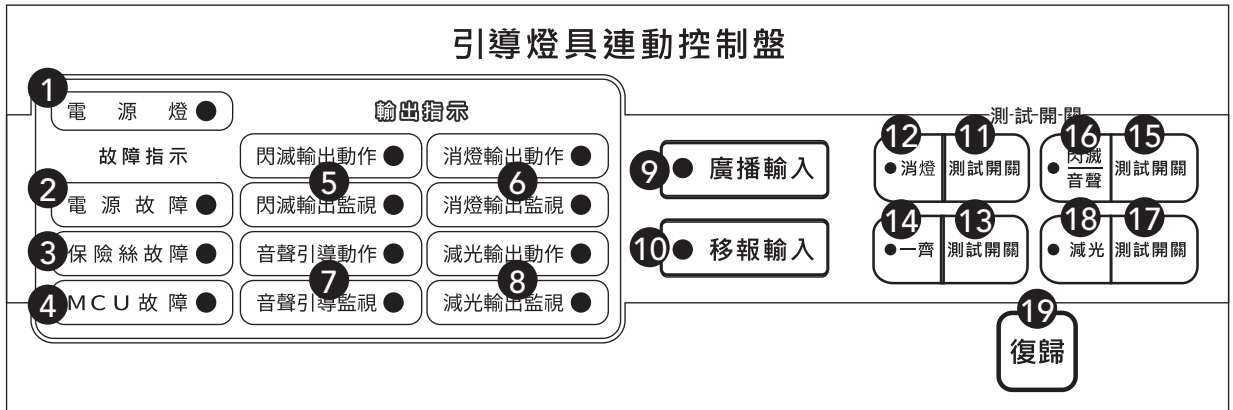 引導燈具連動控制盤
1
電源燈
輸出指示
故障指示
2
電源故障
3
保險絲故障
4
MCU故障
閃滅輸出動作
5
閃滅輸出監視
音聲引導動作
7
音聲引導監視
消燈輸出動作
6
消燈輸出監視
減光輸出動作
8
減光輸出監視
9
廣播輸入
10
移報輸入
測-試-開-關
12
消燈
11
測試開關
16
閃滅
音聲
15
測試開關
14
一齊
13
測試開關
18
減光
17
測試開關
19
復歸